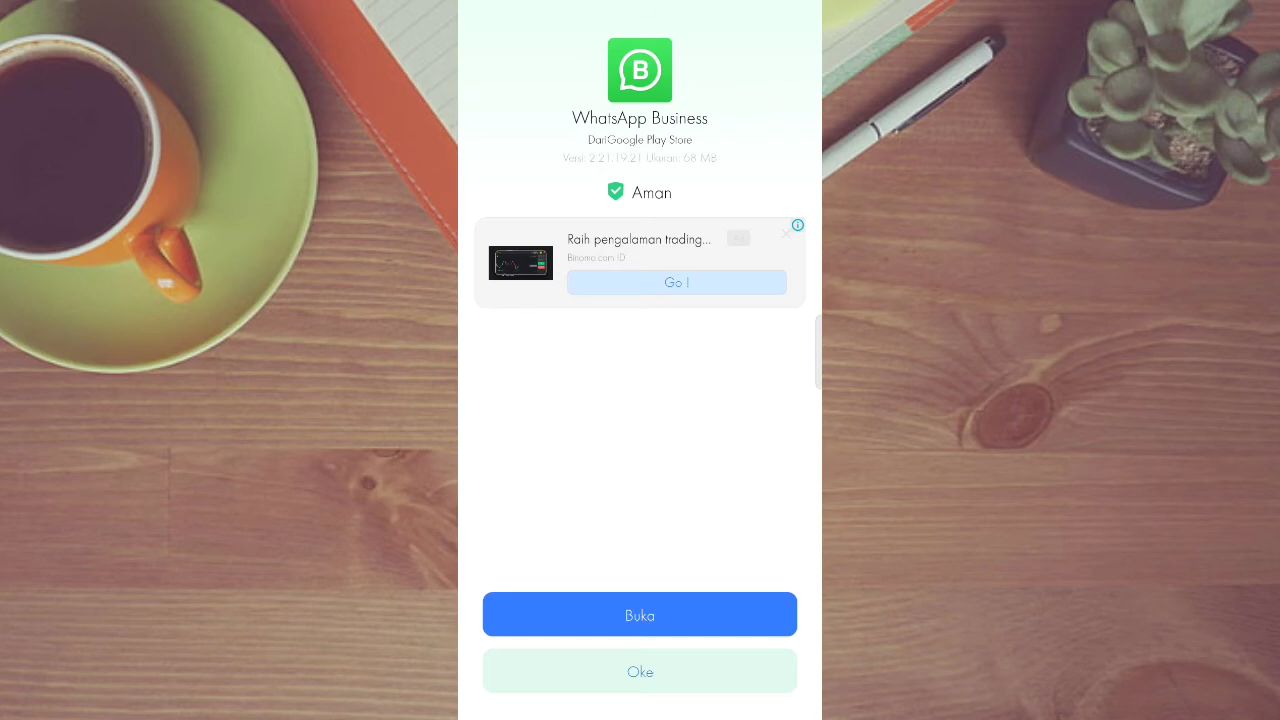 B
WhatsApp Business
DariGoogle Play Store
Versi: 2.21.19.21 Ukuran: 68 MB
Aman
Raih pengalaman trading...
Binomo.com ID
Go !
Buka
Oke